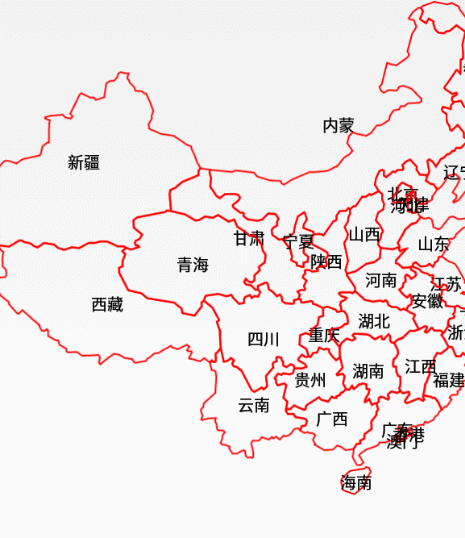 内蒙
新疆
辽宁
北京
河北
天津
山西
山东
甘肃
宁夏
陕西
青海
河南
江苏
西藏
安徽
湖北
四川
重庆
浙
江西
湖南
贵州
福建
云南
广西
广东
香港
澳门
海南